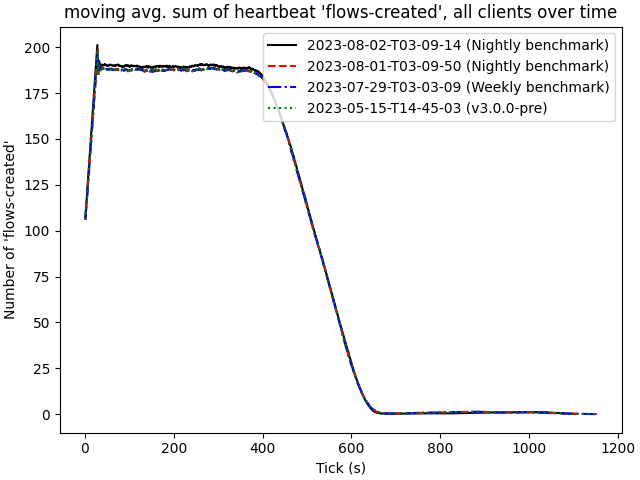 moving avg. sum of heartbeat 'flows-created', all clients over time
2023-08-02-T03-09-14 (Nightly benchmark)
2023-08-01-T03-09-50 (Nightly benchmark)
2023-07-29-T03-03-09 (Weekly benchmark)
2023-05-15-T14-45-03 (v3.0.0-pre)
Number of 'flows-created'
200
175
150
125
100
75
50
25
0
0 200 400 600 800 1000 1200
Tick (s)